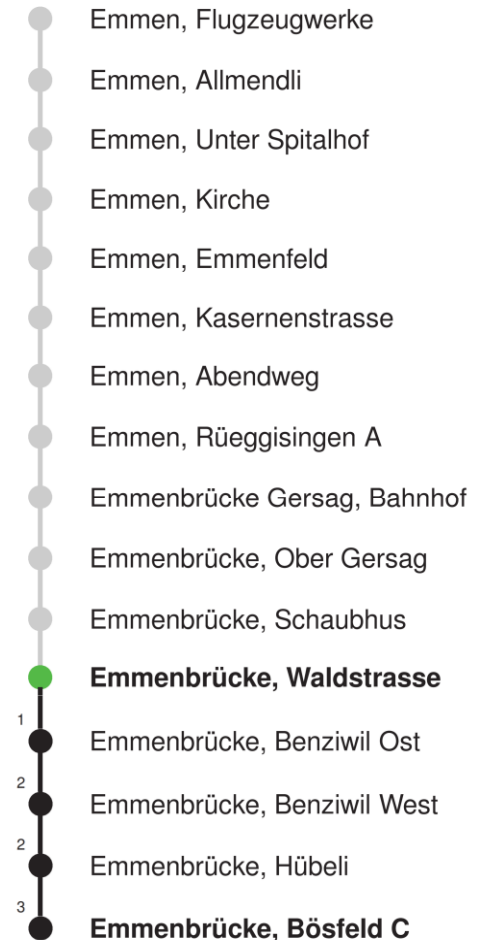 Emmen, Flugzeugwerke
Emmen, Allmendli
Emmen, Unter Spitalhof
Emmen, Kirche
Emmen, Emmenfeld
Emmen, Kasernenstrasse
Emmen, Abendweg
Emmen, Rüeggisingen A
Emmenbrücke Gersag, Bahnhof
Emmenbrücke, Ober Gersag
Emmenbrücke, Schaubhus
Emmenbrücke, Waldstrasse
1 Emmenbrücke, Benziwil Ost
2 Emmenbrücke, Benziwil West
2 Emmenbrücke, Hübeli
3 Emmenbrücke, Bösfeld C